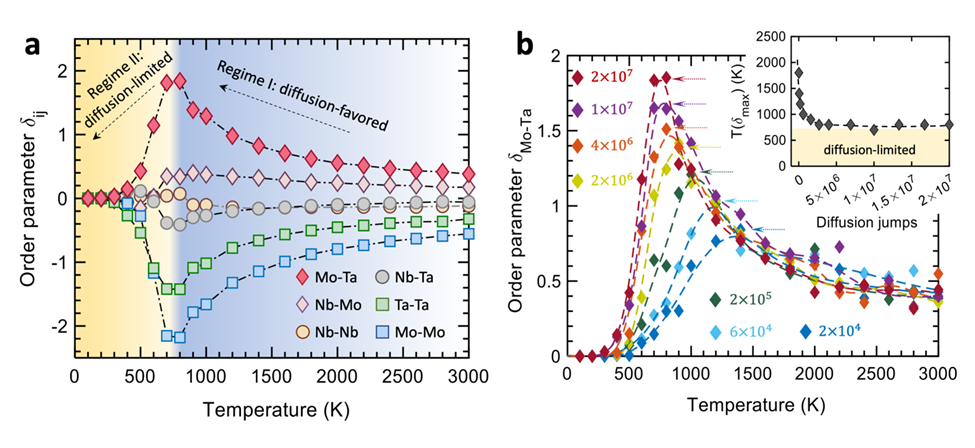 a
Order parameter δij
2
1
0
-1
-2
Regime II:
diffusion-limited
Regime I: diffusion-favored
Mo-Ta
Nb-Ta
Nb-Mo
Ta-Ta
Nb-Nb
Mo-Mo
0
500
1000
1500
2000
2500
3000
Temperature (K)
b
Order parameter δMo-Ta
2
1.5
1
0.5
0
2×10⁷
1×10⁷
4×10⁶
2×10⁶
2×10⁵
6×10⁴
2×10⁴
0
500
1000
1500
2000
2500
3000
Temperature (K)
T(δmax) (K)
2500
2000
1500
1000
500
0
diffusion-limited
0
5×10⁶
1×10⁷
1.5×10⁷
2×10⁷
Diffusion jumps